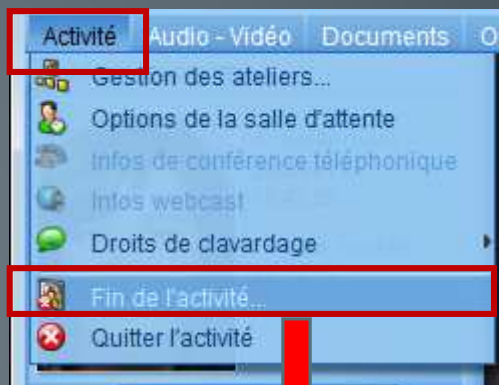 Activité Audio - Vidéo Documents O
Gestion des ateliers...
Options de la salle d'attente
Infos de conférence téléphonique
Infos webcast
Droits de clavardage
Fin de l'activité...
Quitter l'activité